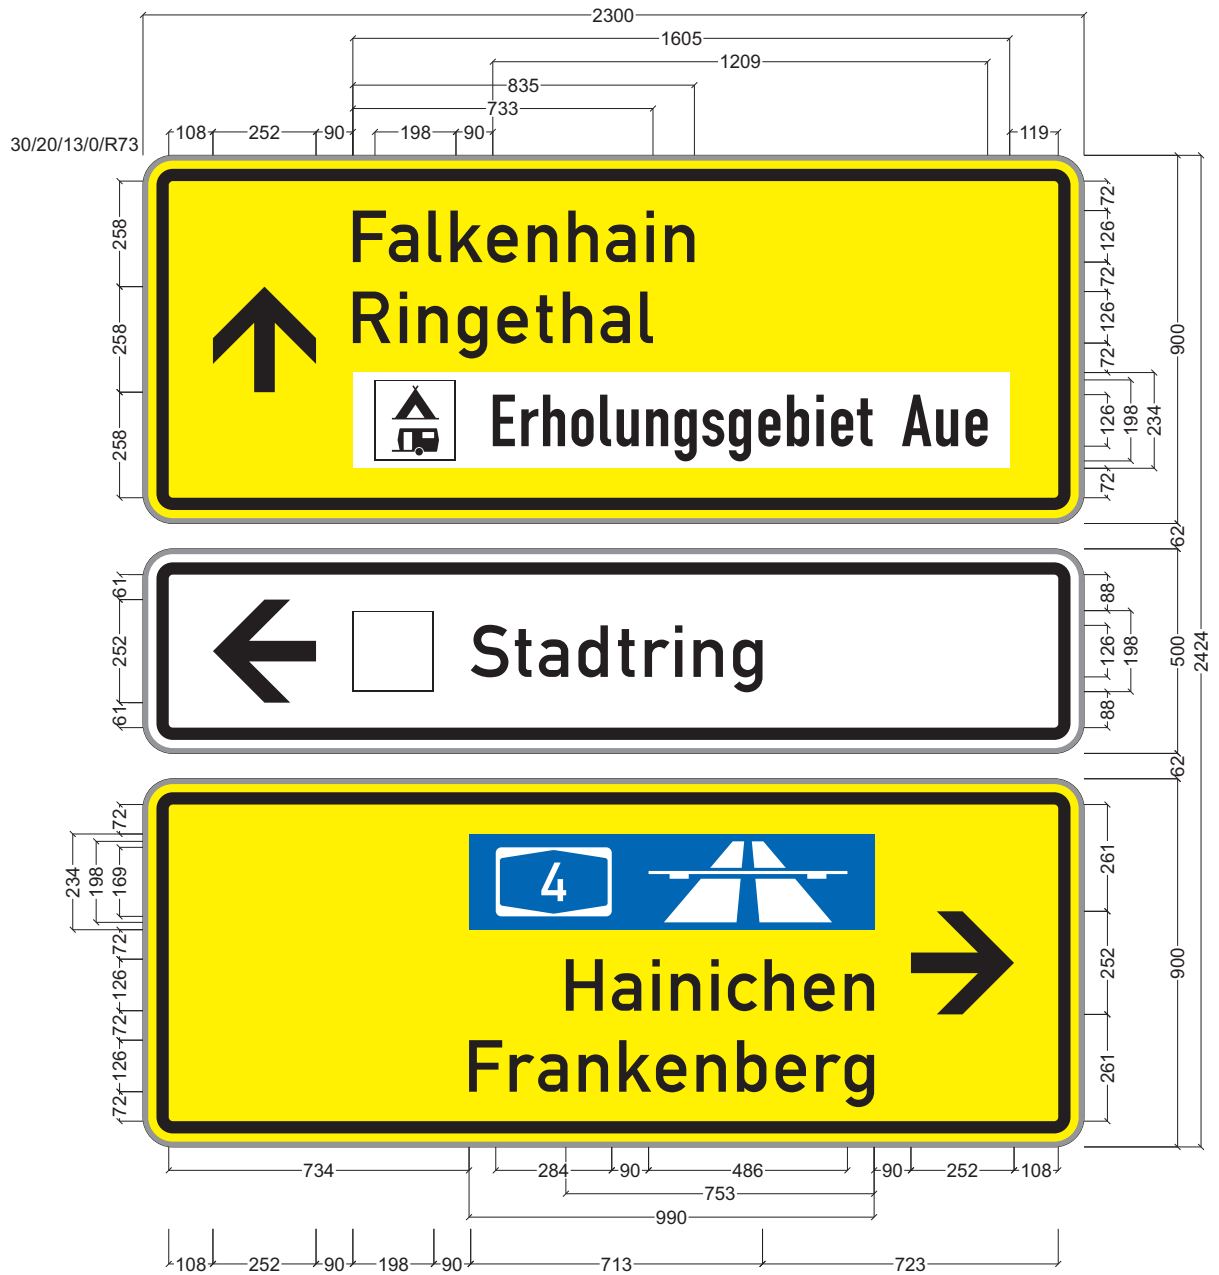 2300
1605
1209
835
733
108 252 90 198 90 119
30/20/13/0/R73
258 258 258
Falkenhain
Ringethal
Erholungsgebiet Aue
72 126 72 126 72 126 72
198
234
900
62
61 252 61
Stadtring
88 126 88
198
500
2424
62
72
169
198
234
72 126 72 126 72
4
Hainichen
Frankenberg
261 252 261
900
734 284 90 486 90 252 108
753
990
108 252 90 198 90 713 723